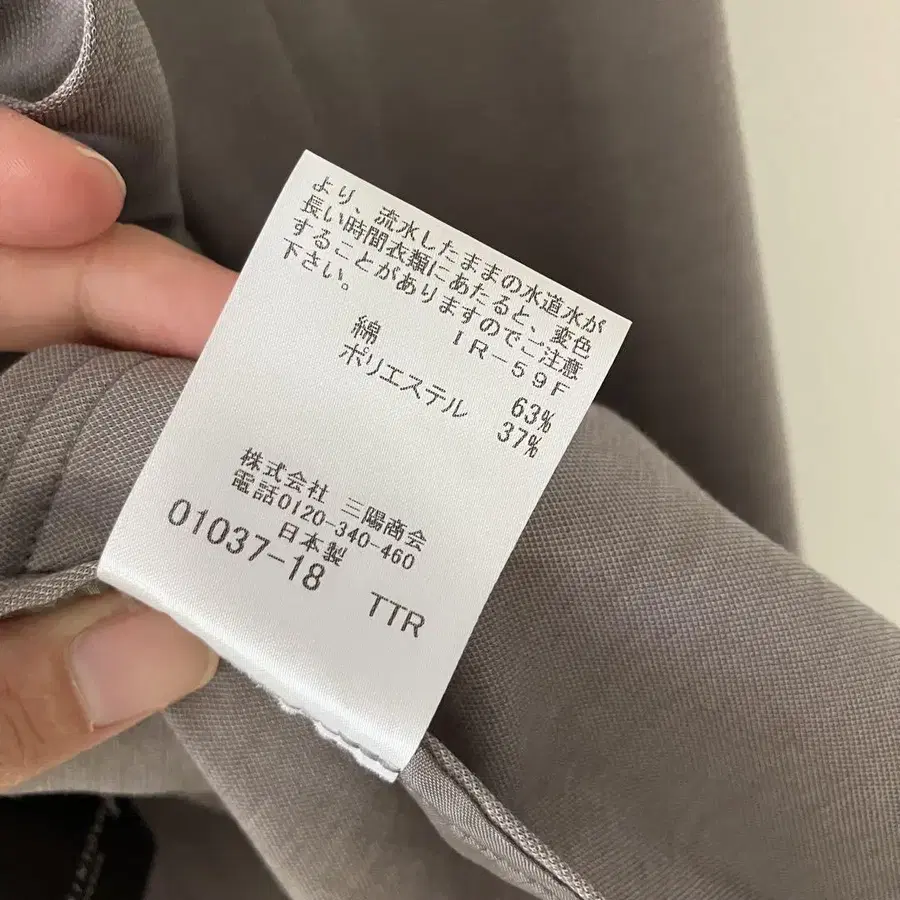 より、流水したままの水道水が
長い時間衣類にあたると、変色
することがありますのでご注意
下さい。
IR-59F
綿 63%
ポリエステル 37%
株式会社 三陽商会
電話0120-340-460
日本製
01037-18
TTR